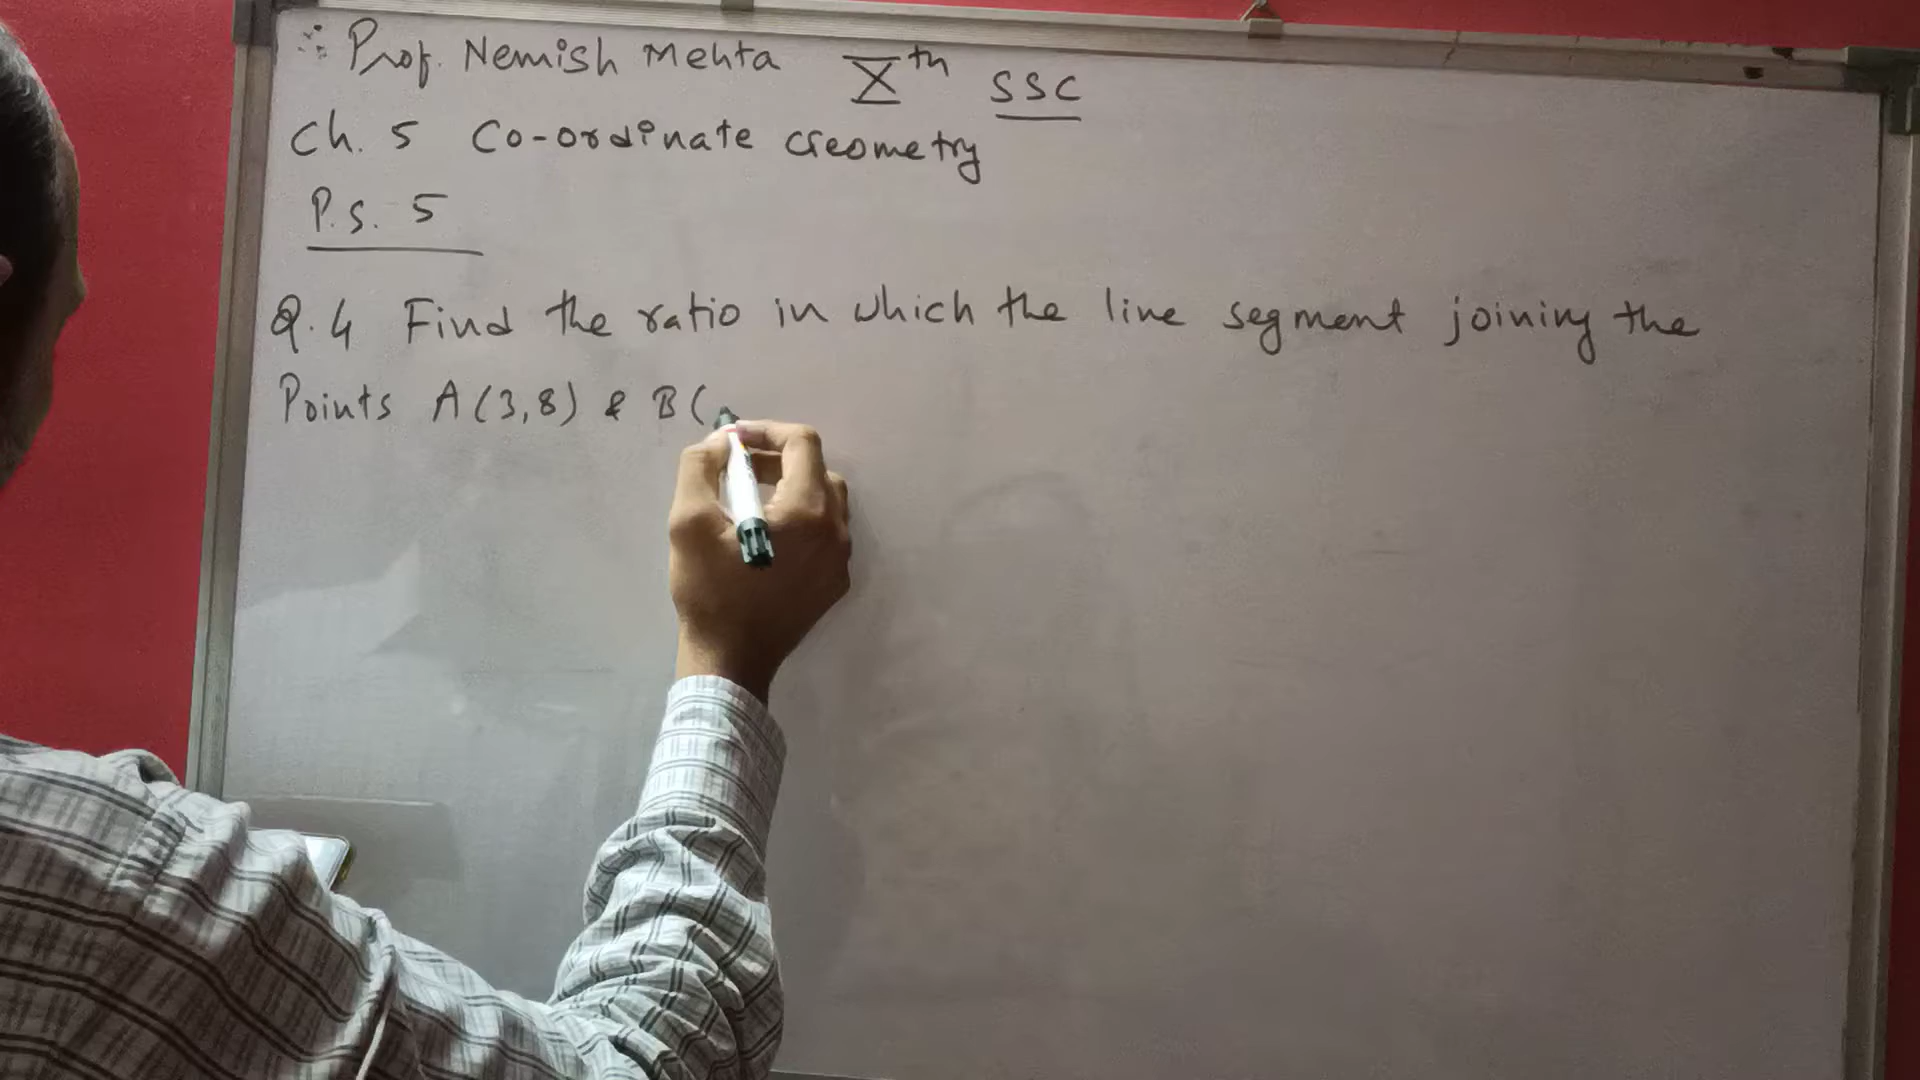 ∴ Prof. Nemish Mehta Xth SSC
Ch. 5 Co-ordinate Geometry
P.S. 5
Q.4 Find the ratio in which the line segment joining the
Points A(3,8) & B(